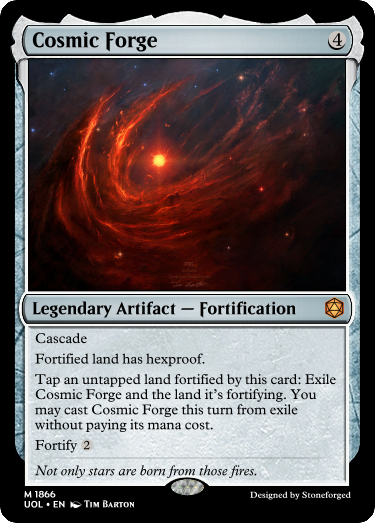 Cosmic Forge 4
Legendary Artifact — Fortification
Cascade
Fortified land has hexproof.
Tap an untapped land fortified by this card: Exile
Cosmic Forge and the land it's fortifying. You
may cast Cosmic Forge this turn from exile
without paying its mana cost.
Fortify 2
Not only stars are born from those fires.
M 1866
UOL • EN Tim Barton
Designed by Stoneforged